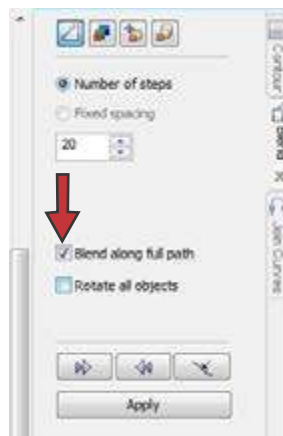 Number of steps
Fixed spacing
20
Blend along full path
Rotate all objects
Apply
Contour
Blend
Join Curves